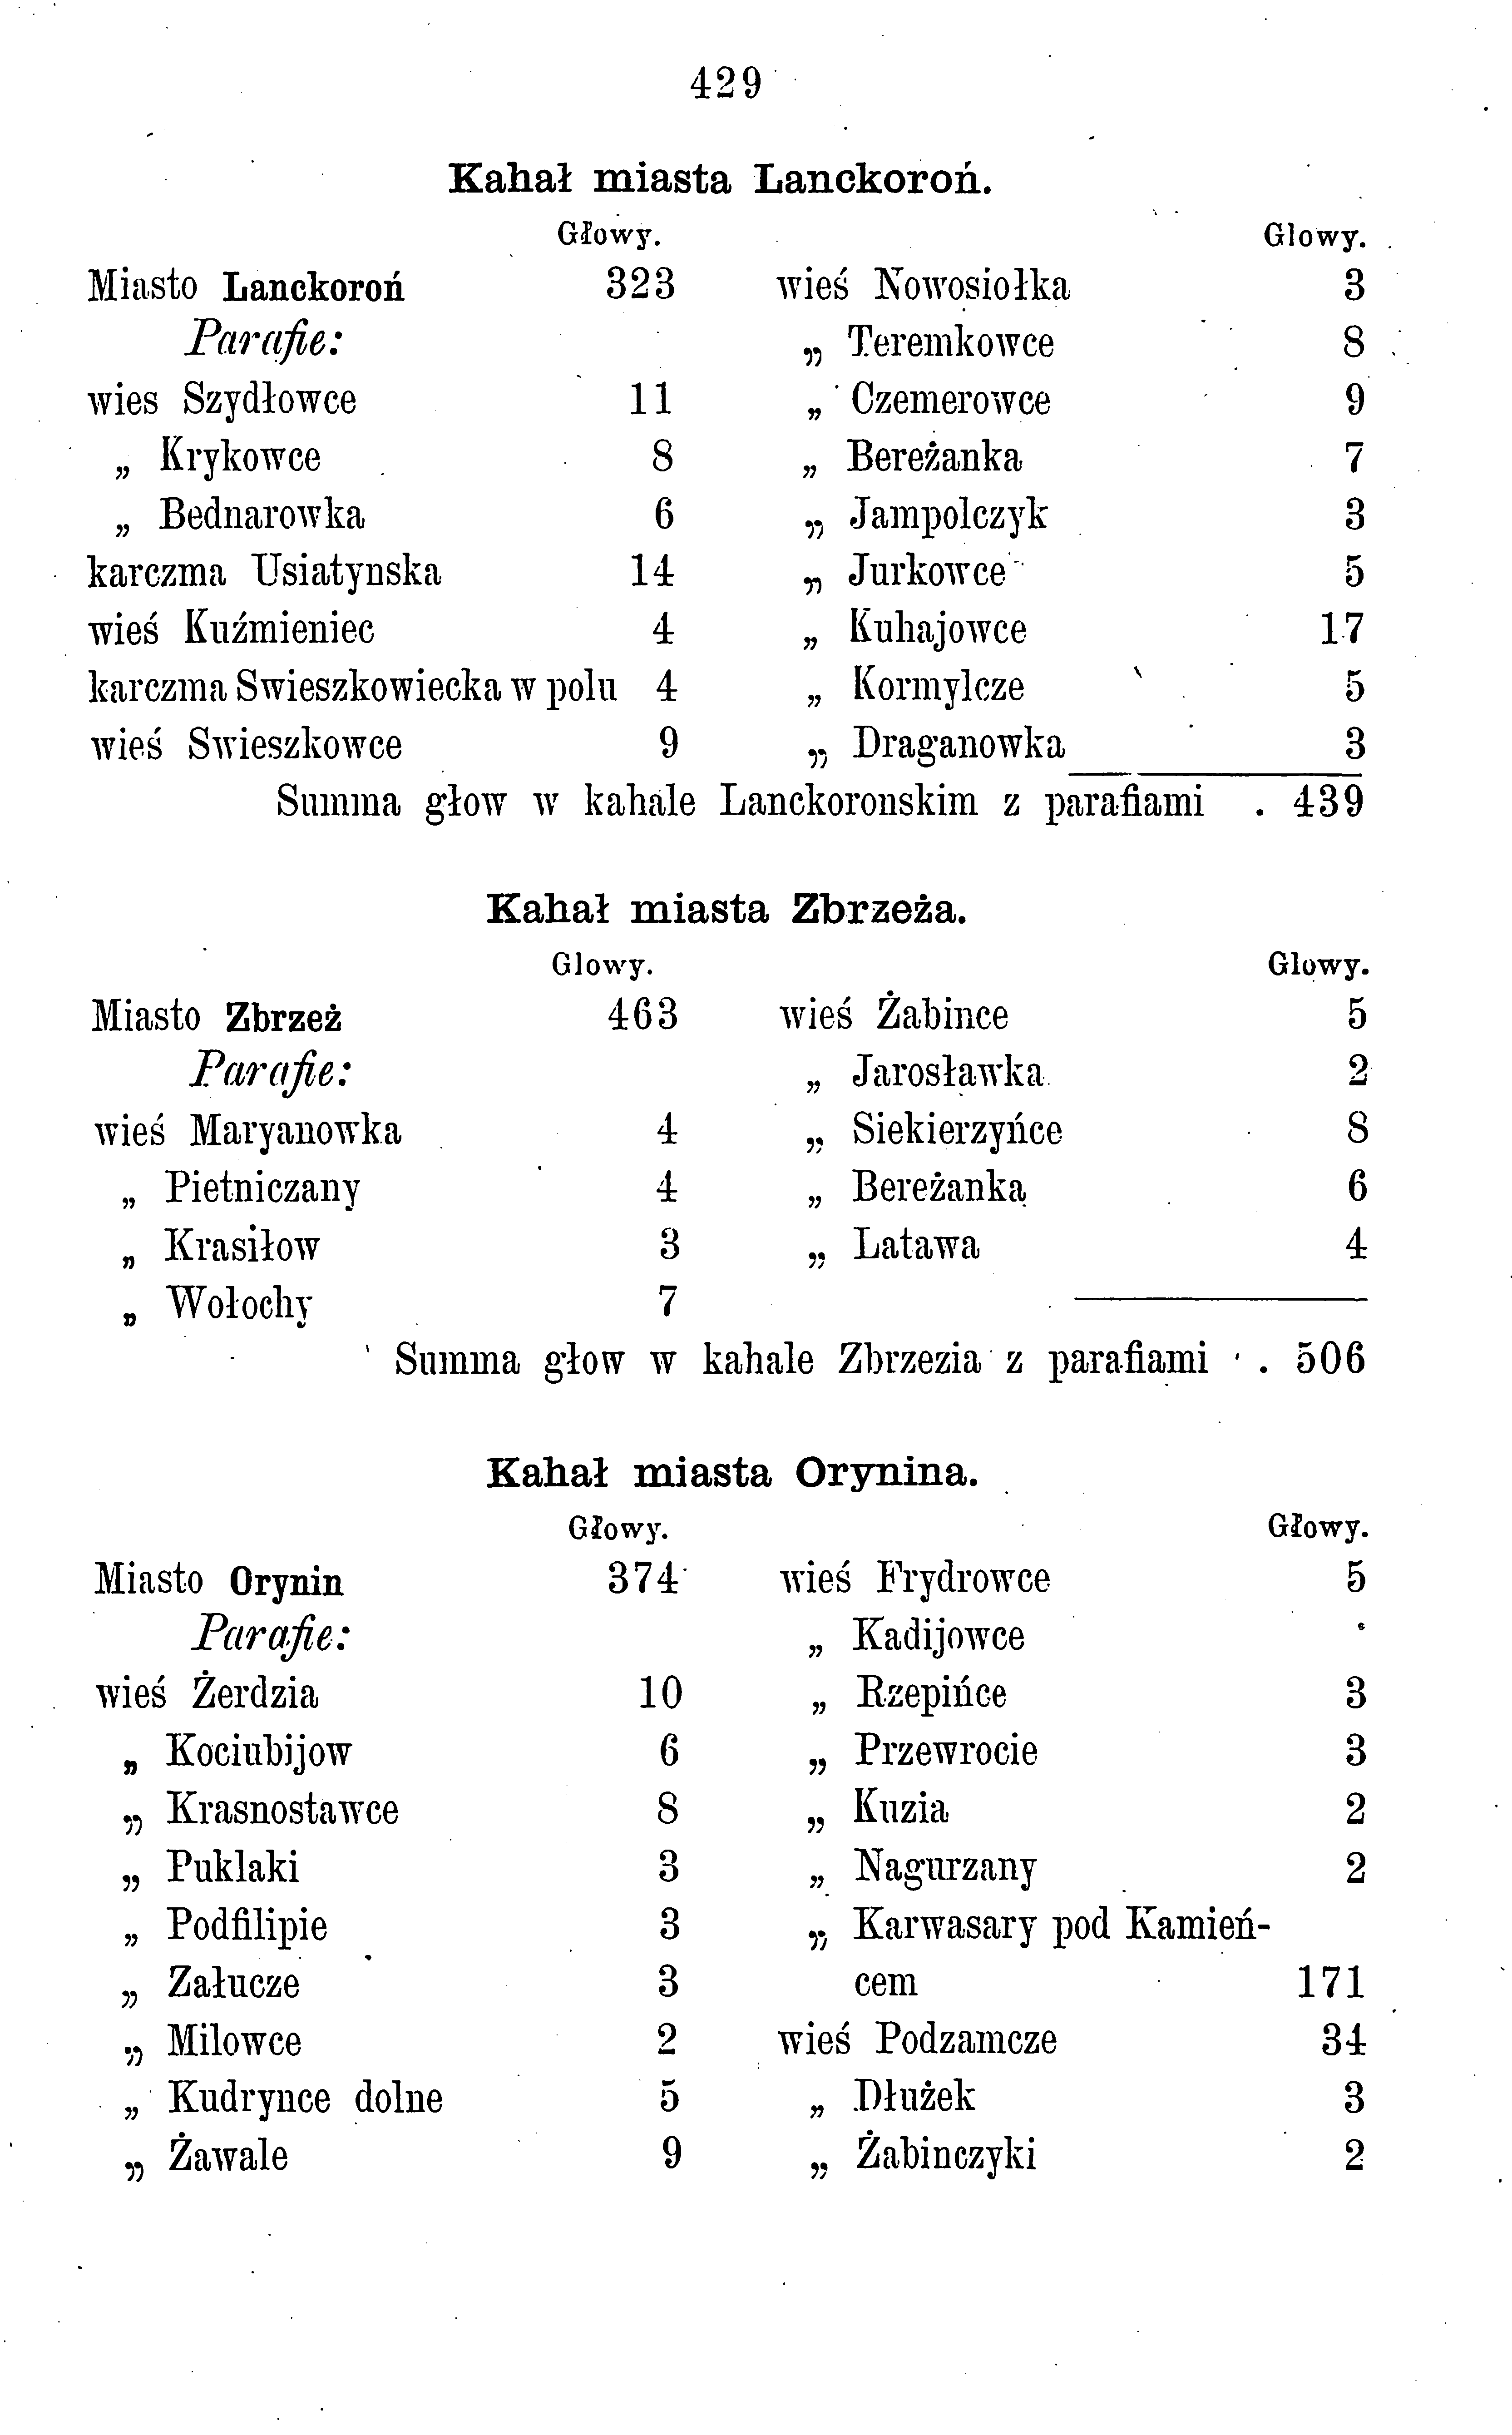 429
Kahał miasta Lanckoroń.
Głowy.
Miasto Lanckoroń 323
Parafie:
wies Szydłowce 11
„ Krykowce 8
„ Bednarowka 6
karczma Usiatynska 14
wieś Kuźmieniec 4
karczma Swieszkowiecka w polu 4
wieś Swieszkowce 9
Glowy.
wieś Nowosiołka 3
„ Teremkowce 8
„ Czemerowce 9
„ Bereżanka 7
„ Jampolczyk 3
„ Jurkowce 5
„ Kuhajowce 17
„ Kormylcze 5
„ Draganowka 3
Summa głow w kahale Lanckoronskim z parafiami . 439
Kahał miasta Zbrzeża.
Glowy.
Miasto Zbrzeż 463
Parafie:
wieś Maryanowka 4
„ Pietniczany 4
„ Krasiłow 3
„ Wołochy 7
Glowy.
wieś Żabince 5
„ Jarosławka 2
„ Siekierzyńce 8
„ Bereżanka 6
„ Latawa 4
Summa głow w kahale Zbrzezia z parafiami . 506
Kahał miasta Orynina.
Głowy.
Miasto Orynin 374
Parafie:
wieś Żerdzia 10
„ Kociubijow 6
„ Krasnostawce 8
„ Puklaki 3
„ Podfilipie 3
„ Załucze 3
„ Milowce 2
„ Kudrynce dolne 5
„ Żawale 9
Głowy.
wieś Frydrowce 5
„ Kadijowce
„ Rzepińce 3
„ Przewrocie 3
„ Kuzia 2
„ Nagurzany 2
„ Karwasary pod Kamień-
cem 171
wieś Podzamcze 34
„ Dłużek 3
„ Żabinczyki 2